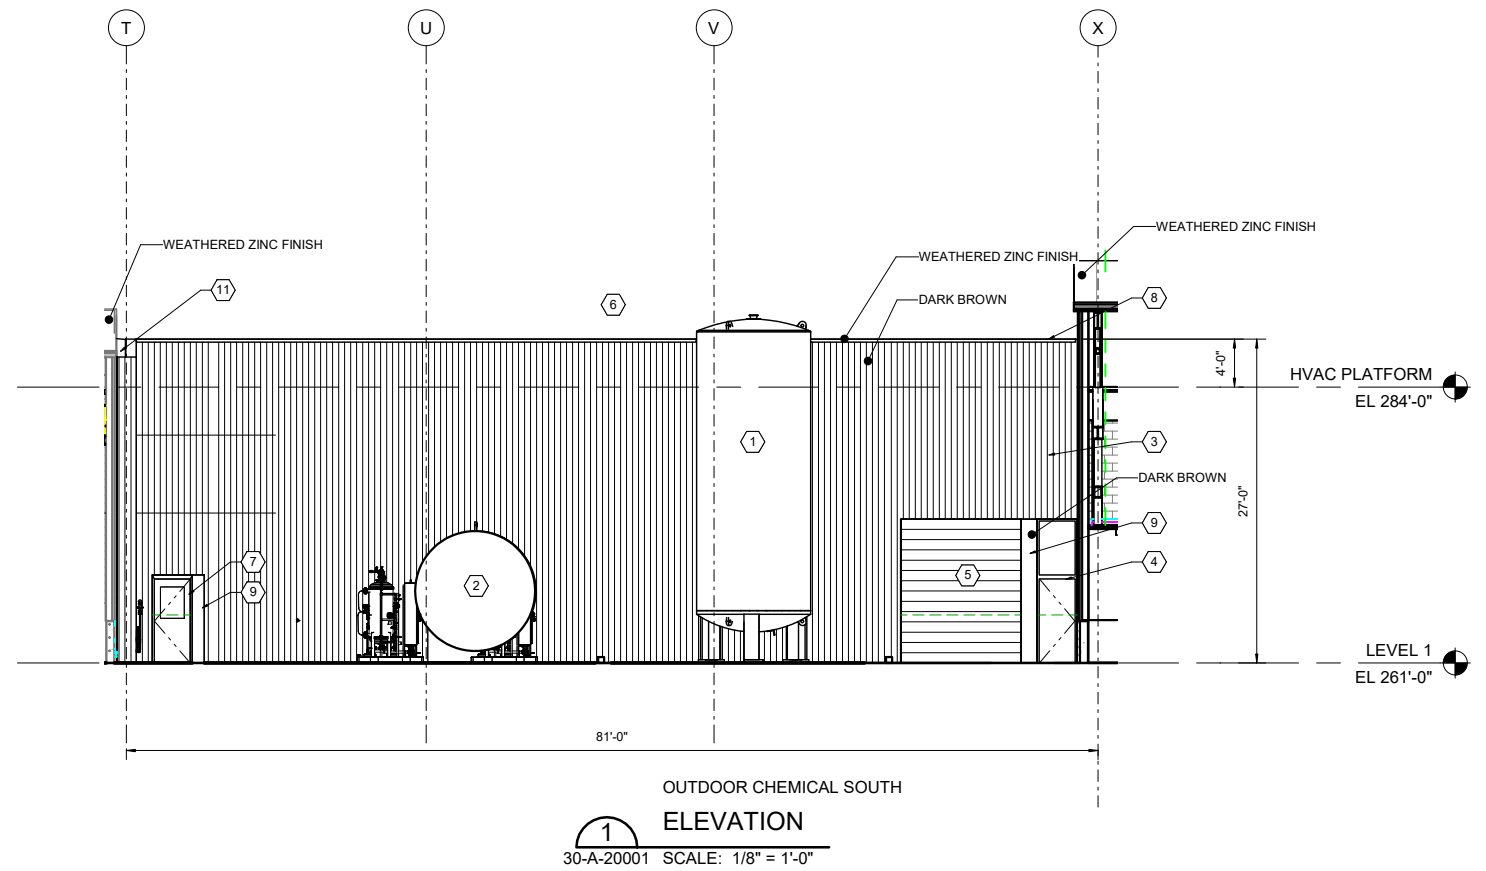 T
U
V
X
WEATHERED ZINC FINISH
WEATHERED ZINC FINISH
WEATHERED ZINC FINISH
11
6
DARK BROWN
8
4'-0"
HVAC PLATFORM
EL 284'-0"
1
3
DARK BROWN
27'-0"
9
7
4
5
2
9
LEVEL 1
EL 261'-0"
81'-0"
OUTDOOR CHEMICAL SOUTH
1
ELEVATION
30-A-20001 SCALE: 1/8" = 1'-0"